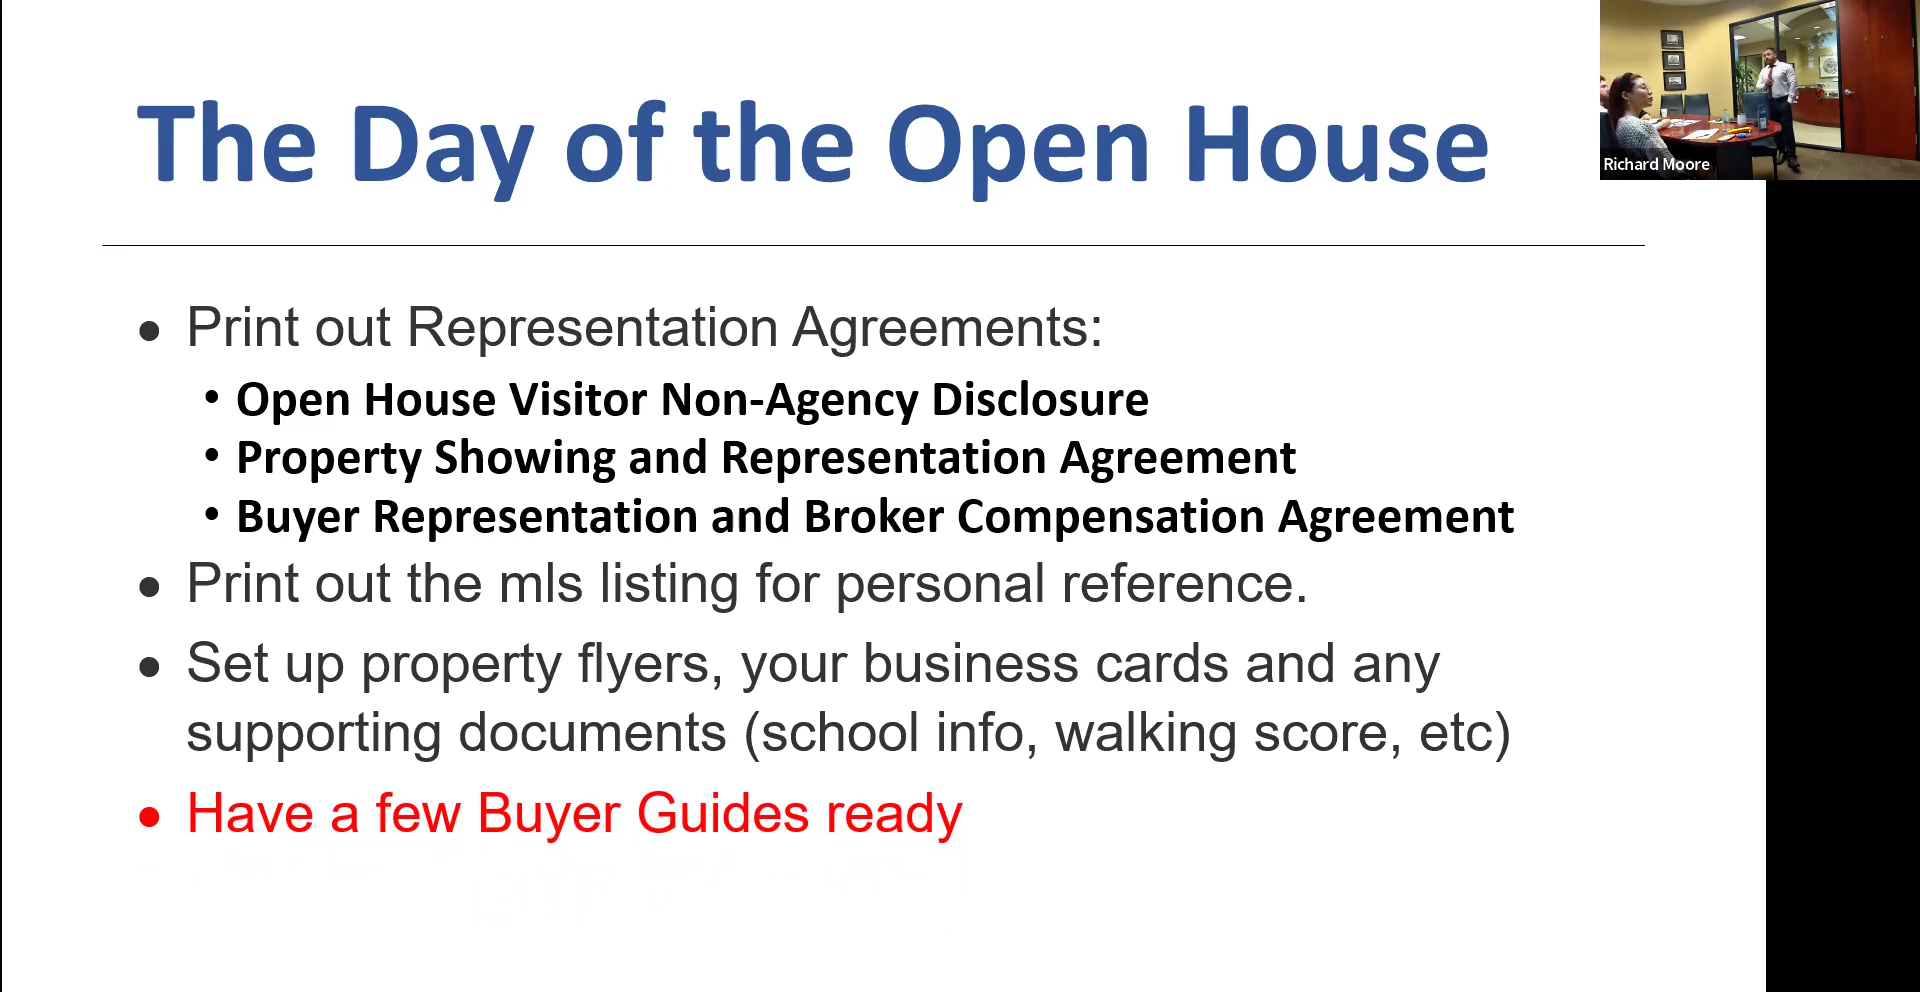 The Day of the Open House
Richard Moore
• Print out Representation Agreements:
• Open House Visitor Non-Agency Disclosure
• Property Showing and Representation Agreement
• Buyer Representation and Broker Compensation Agreement
• Print out the mls listing for personal reference.
• Set up property flyers, your business cards and any
supporting documents (school info, walking score, etc)
• Have a few Buyer Guides ready